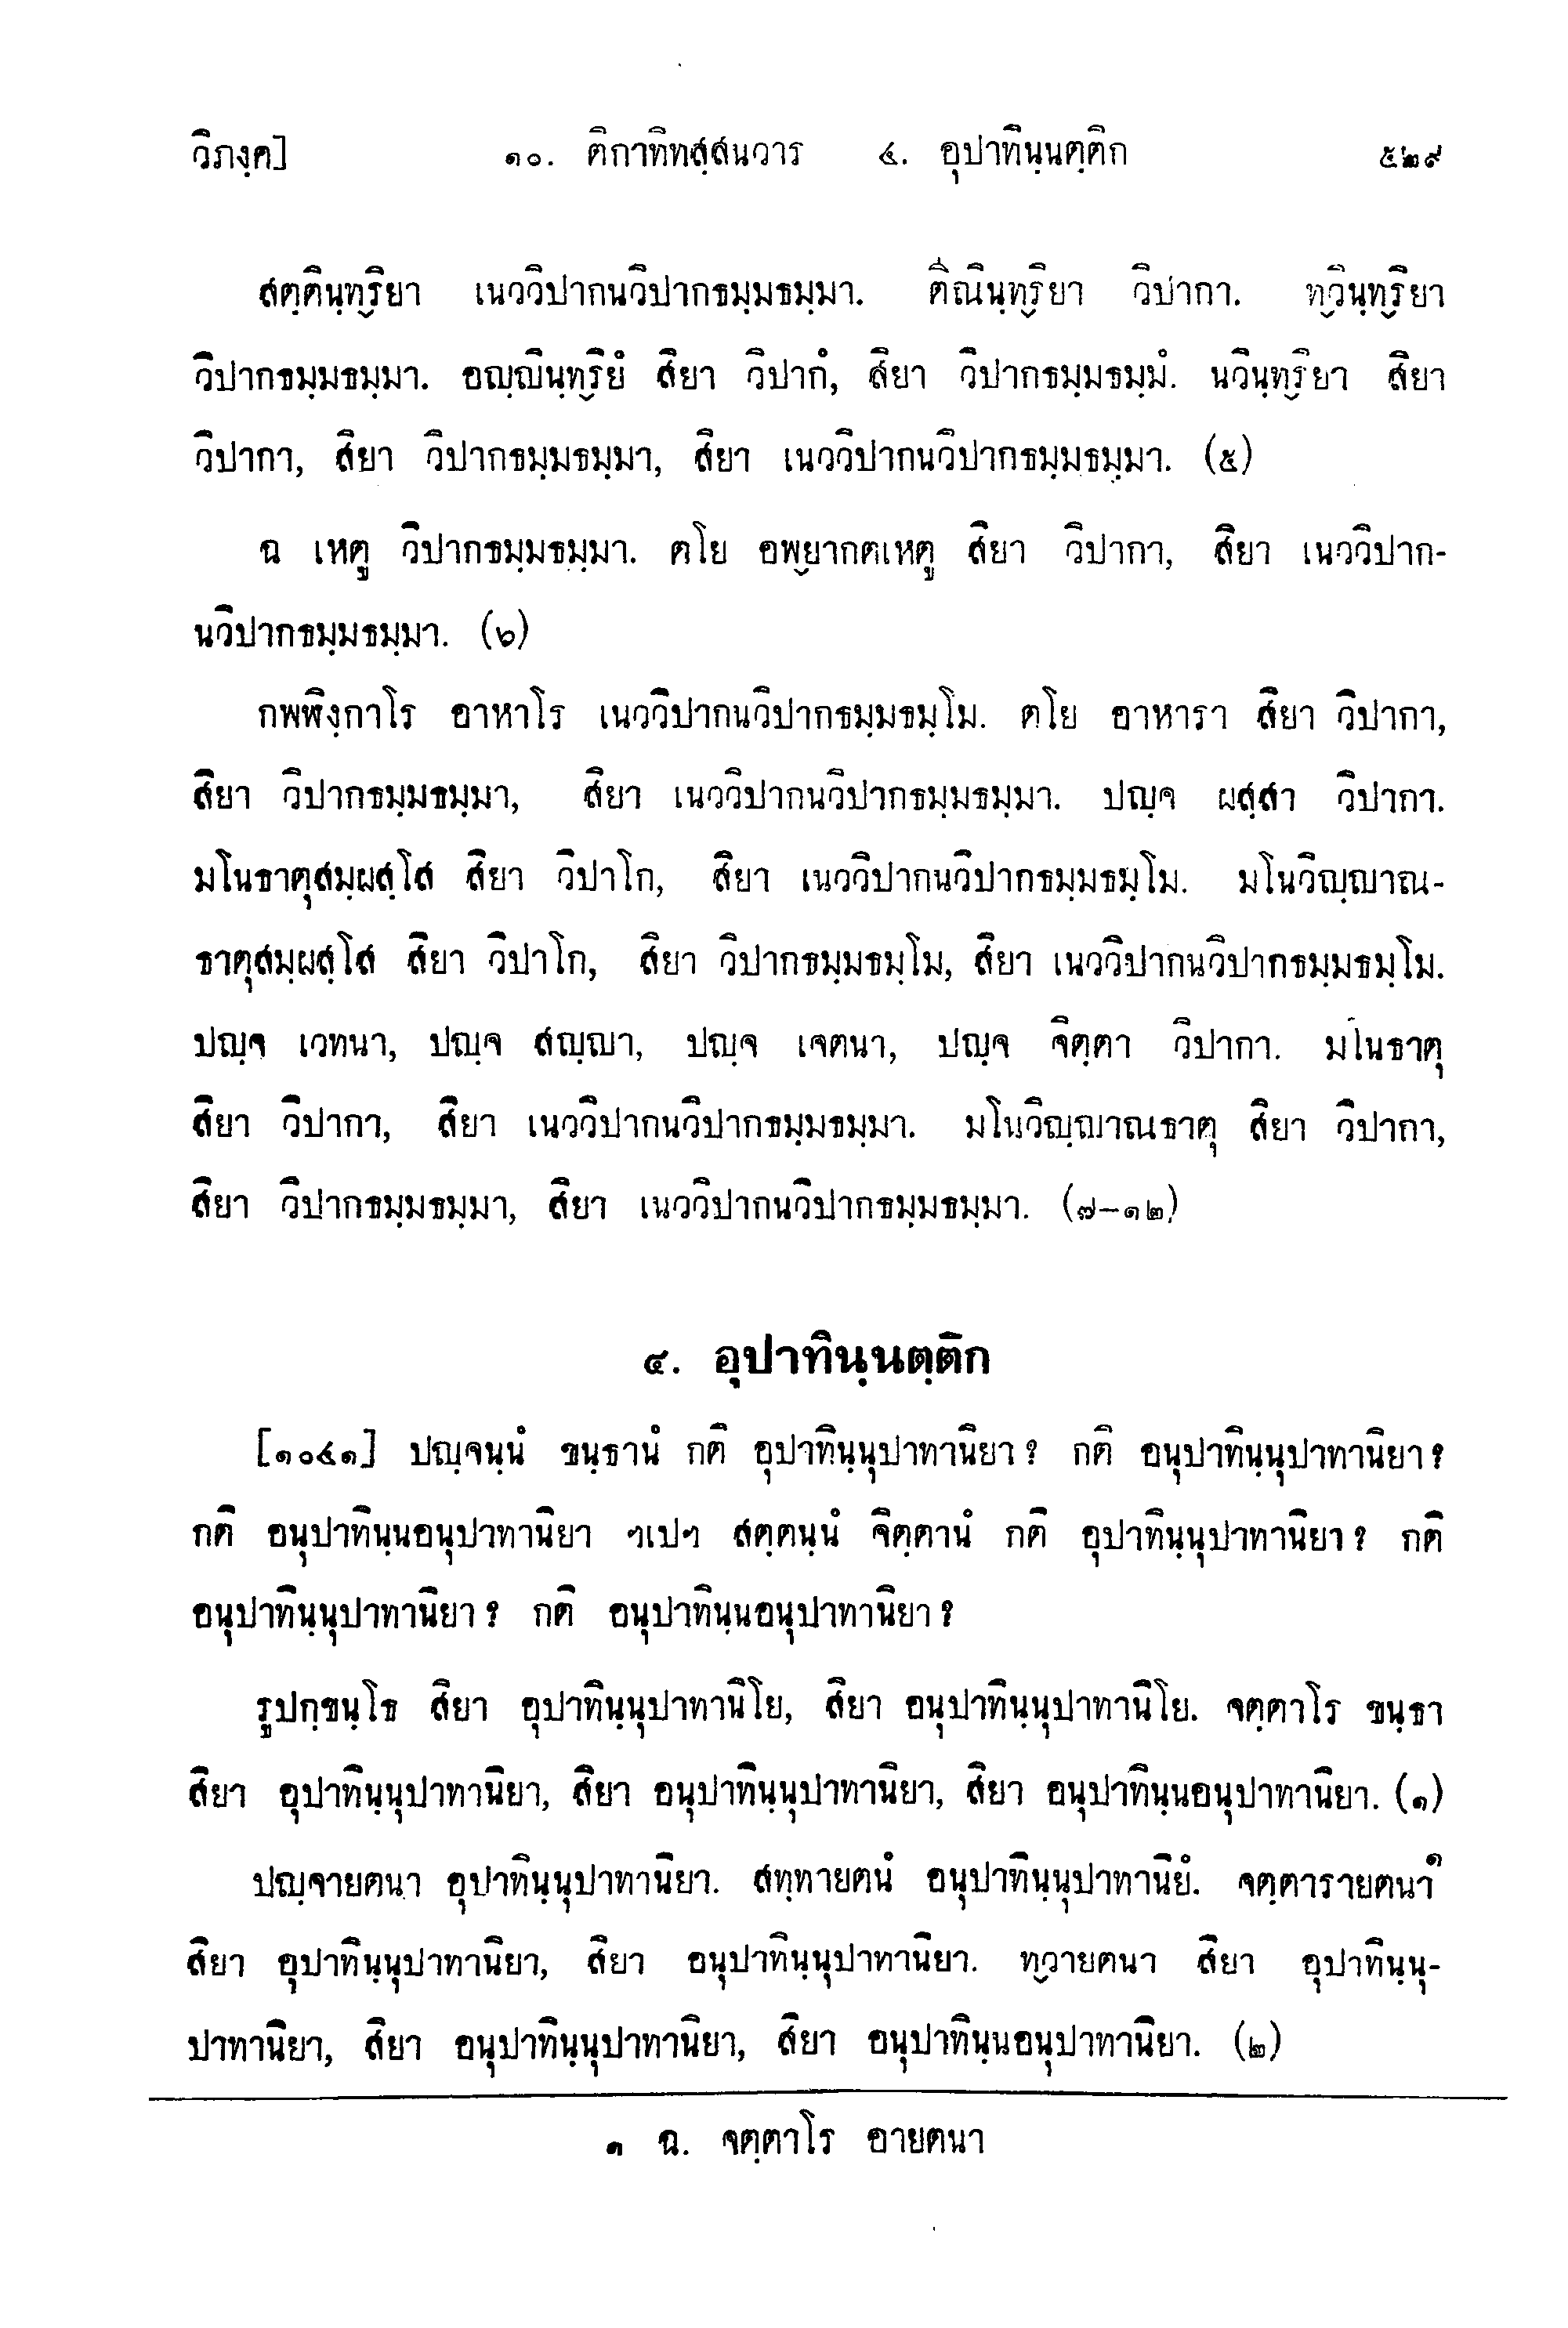 วิภงฺค] ๑๐. ติกาทิทสฺสนวาร ๔. อุปาทินฺนตฺติก ๕๒๙
สตฺตินฺทฺริยา เนววิปากนวิปากธมฺมธมฺมา. ติณินฺทฺริยา วิปากา. ทฺวินฺทฺริยา
วิปากธมฺมธมฺมา. อญฺญินฺทฺริยํ สิยา วิปากํ, สิยา วิปากธมฺมธมฺมํ. นวินฺทฺริยา สิยา
วิปากา, สิยา วิปากธมฺมธมฺมา, สิยา เนววิปากนวิปากธมฺมธมฺมา. (๕)
ฉ เหตู วิปากธมฺมธมฺมา. ตโย อพฺยากตเหตู สิยา วิปากา, สิยา เนววิปาก-
นวิปากธมฺมธมฺมา. (๖)
กพฬิงฺกาโร อาหาโร เนววิปากนวิปากธมฺมธมฺโม. ตโย อาหารา สิยา วิปากา,
สิยา วิปากธมฺมธมฺมา, สิยา เนววิปากนวิปากธมฺมธมฺมา. ปญฺจ ผสฺสา วิปากา.
มโนธาตุสมฺผสฺโส สิยา วิปาโก, สิยา เนววิปากนวิปากธมฺมธมฺโม. มโนวิญฺญาณ-
ธาตุสมฺผสฺโส สิยา วิปาโก, สิยา วิปากธมฺมธมฺโม, สิยา เนววิปากนวิปากธมฺมธมฺโม.
ปญฺจ เวทนา, ปญฺจ สญฺญา, ปญฺจ เจตนา, ปญฺจ จิตฺตา วิปากา. มโนธาตุ
สิยา วิปากา, สิยา เนววิปากนวิปากธมฺมธมฺมา. มโนวิญฺญาณธาตุ สิยา วิปากา,
สิยา วิปากธมฺมธมฺมา, สิยา เนววิปากนวิปากธมฺมธมฺมา. (๗-๑๒)
๔. อุปาทินฺนตฺติก
[๑๐๔๑] ปญฺจนฺนํ ขนฺธานํ กติ อุปาทินฺนุปาทานิยา? กติ อนุปาทินฺนุปาทานิยา?
กติ อนุปาทินฺนอนุปาทานิยา ฯเปฯ สตฺตนฺนํ จิตฺตานํ กติ อุปาทินฺนุปาทานิยา? กติ
อนุปาทินฺนุปาทานิยา? กติ อนุปาทินฺนอนุปาทานิยา?
รูปกฺขนฺโธ สิยา อุปาทินฺนุปาทานิโย, สิยา อนุปาทินฺนุปาทานิโย. จตฺตาโร ขนฺธา
สิยา อุปาทินฺนุปาทานิยา, สิยา อนุปาทินฺนุปาทานิยา, สิยา อนุปาทินฺนอนุปาทานิยา. (๑)
ปญฺจายตนา อุปาทินฺนุปาทานิยา. สทฺทายตนํ อนุปาทินฺนุปาทานิยํ. จตฺตารายตนา๑
สิยา อุปาทินฺนุปาทานิยา, สิยา อนุปาทินฺนุปาทานิยา. ทฺวายตนา สิยา อุปาทินฺนุ-
ปาทานิยา, สิยา อนุปาทินฺนุปาทานิยา, สิยา อนุปาทินฺนอนุปาทานิยา. (๒)
๑ ฉ. จตฺตาโร อายตนา